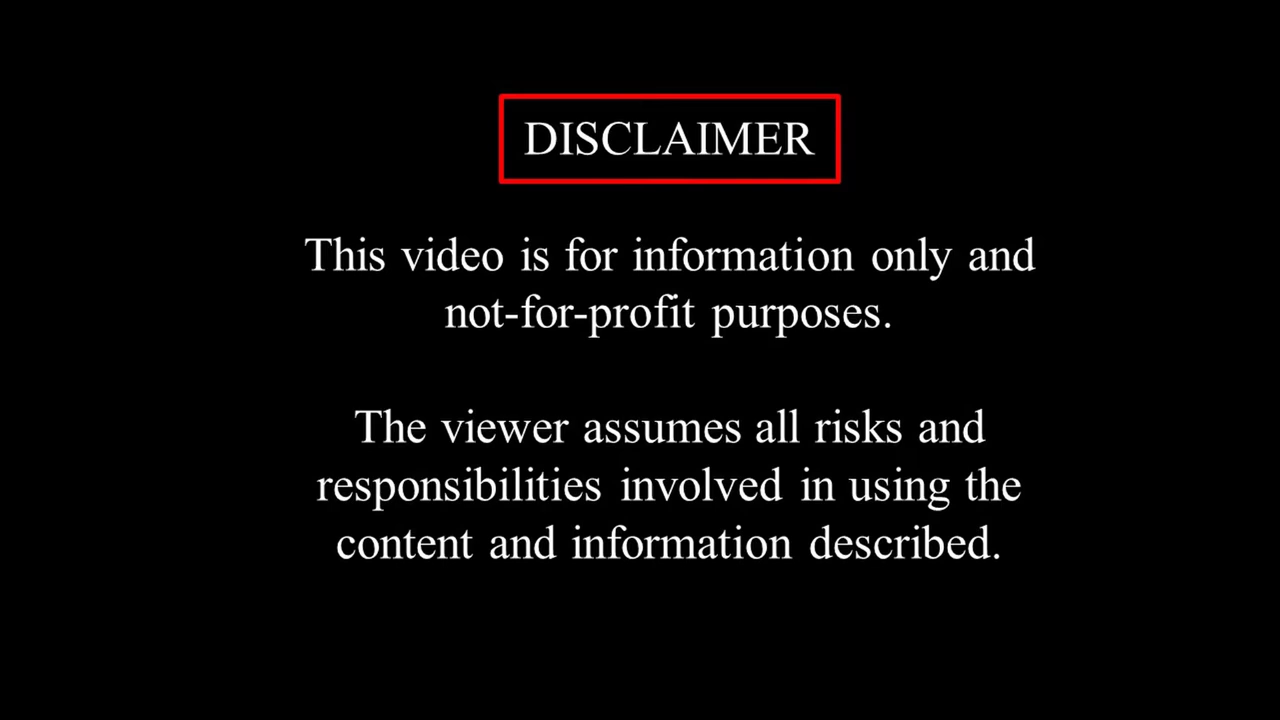 DISCLAIMER
This video is for information only and
not-for-profit purposes.
The viewer assumes all risks and
responsibilities involved in using the
content and information described.